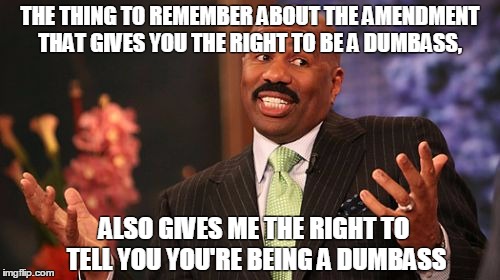 THE THING TO REMEMBER ABOUT THE AMENDMENT
THAT GIVES YOU THE RIGHT TO BE A DUMBASS,
ALSO GIVES ME THE RIGHT TO
TELL YOU YOU'RE BEING A DUMBASS
imgflip.com